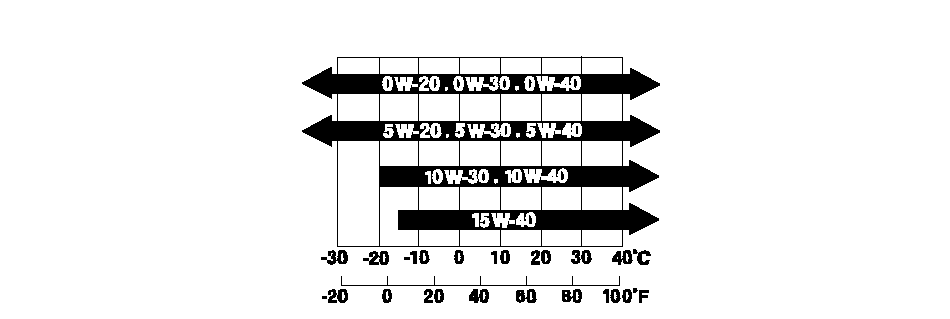 0W-20 . 0W-30 . 0W-40
5W-20 . 5W-30 . 5W-40
10W-30 . 10W-40
15W-40
-30 -20 -10 0 10 20 30 40°C
-20 0 20 40 60 80 100°F